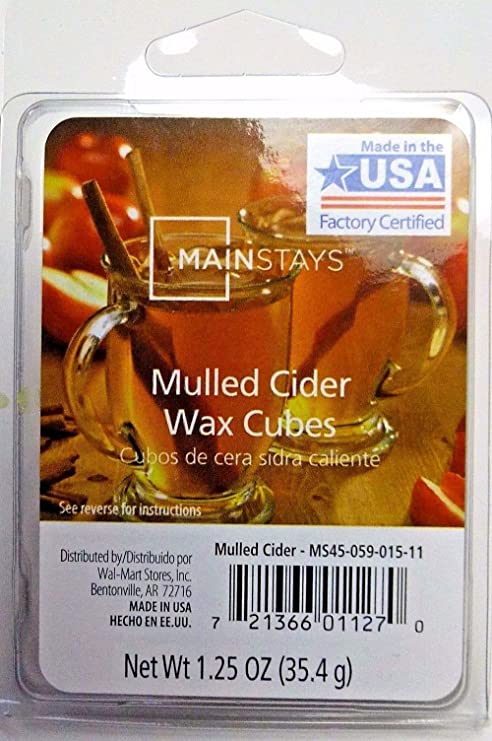 Made in the
USA
Factory Certified
MAINSTAYS™
Mulled Cider
Wax Cubes
Cubos de cera sidra caliente
See reverse for instructions
Distributed by/Distribuido por
Wal-Mart Stores, Inc.
Bentonville, AR 72716
MADE IN USA
HECHO EN EE.UU.
Mulled Cider - MS45-059-015-11
7 21366 01127 0
Net Wt 1.25 OZ (35.4 g)